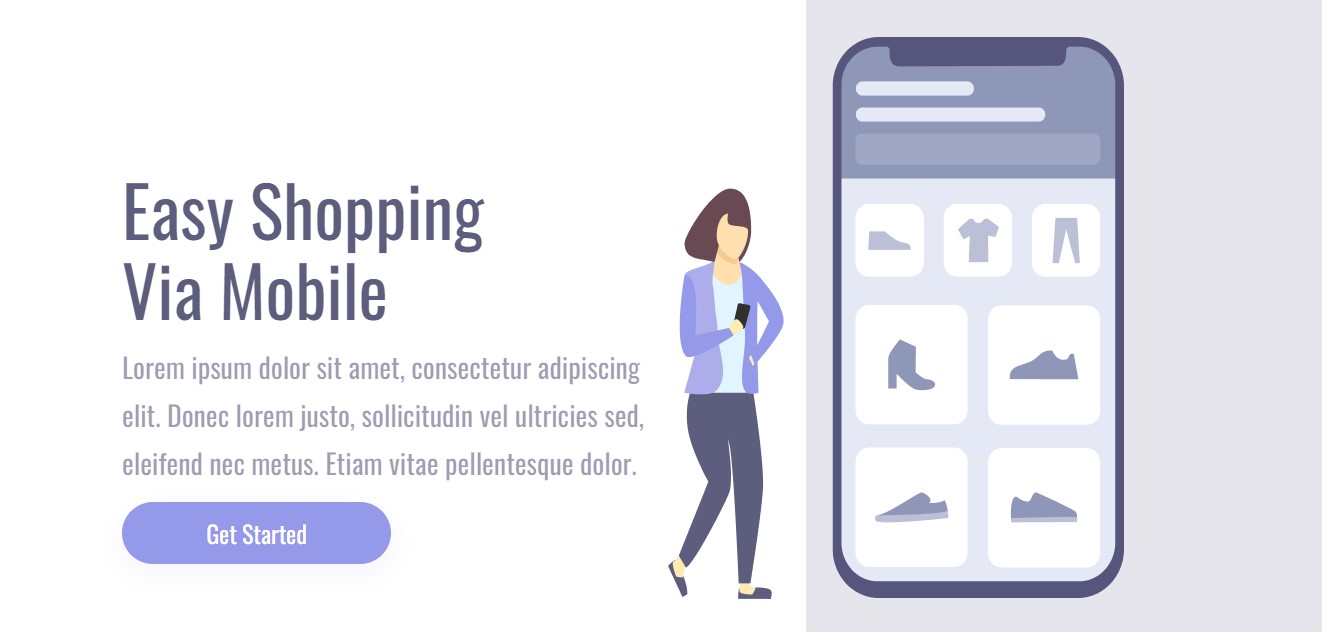 Easy Shopping
Via Mobile
Lorem ipsum dolor sit amet, consectetur adipiscing
elit. Donec lorem justo, sollicitudin vel ultricies sed,
eleifend nec metus. Etiam vitae pellentesque dolor.
Get Started